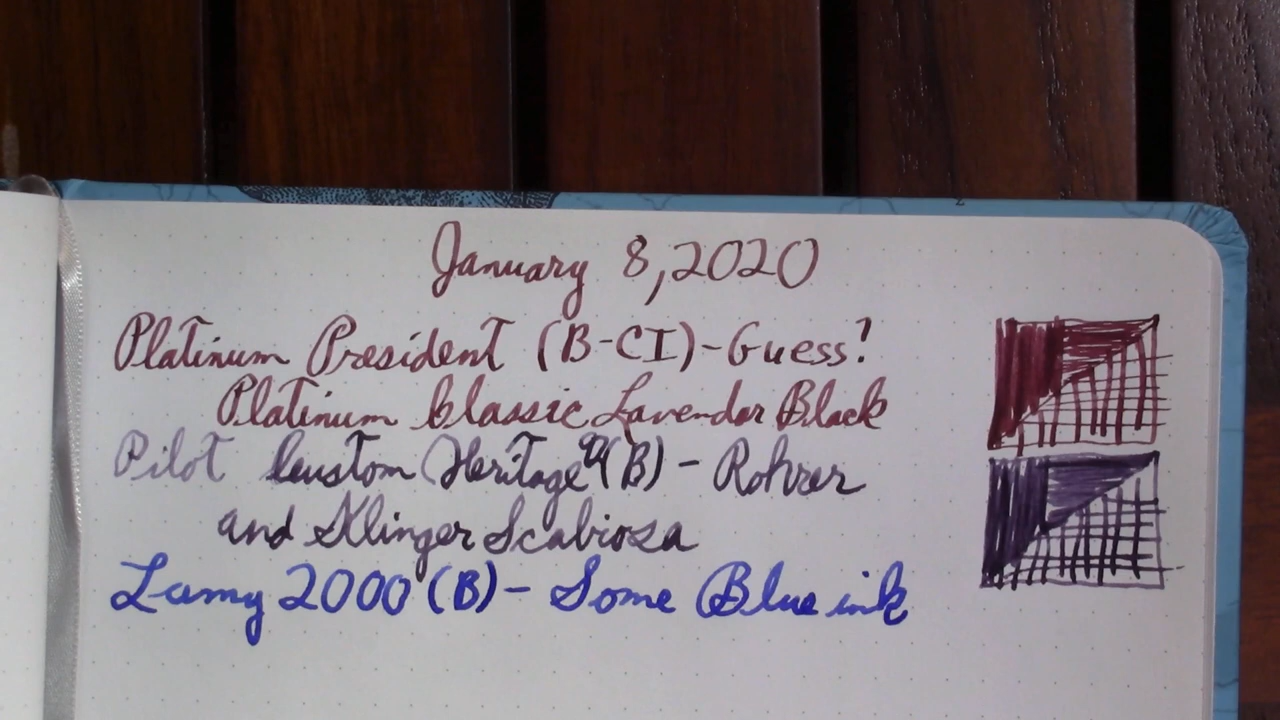 January 8, 2020
Platinum President (B-CI)-Guess!
Platinum Classic Lavender Black
Pilot Custom Heritage 92 (B) - Rohrer
and Klinger Scabiosa
Lamy 2000 (B) - Some Blue ink